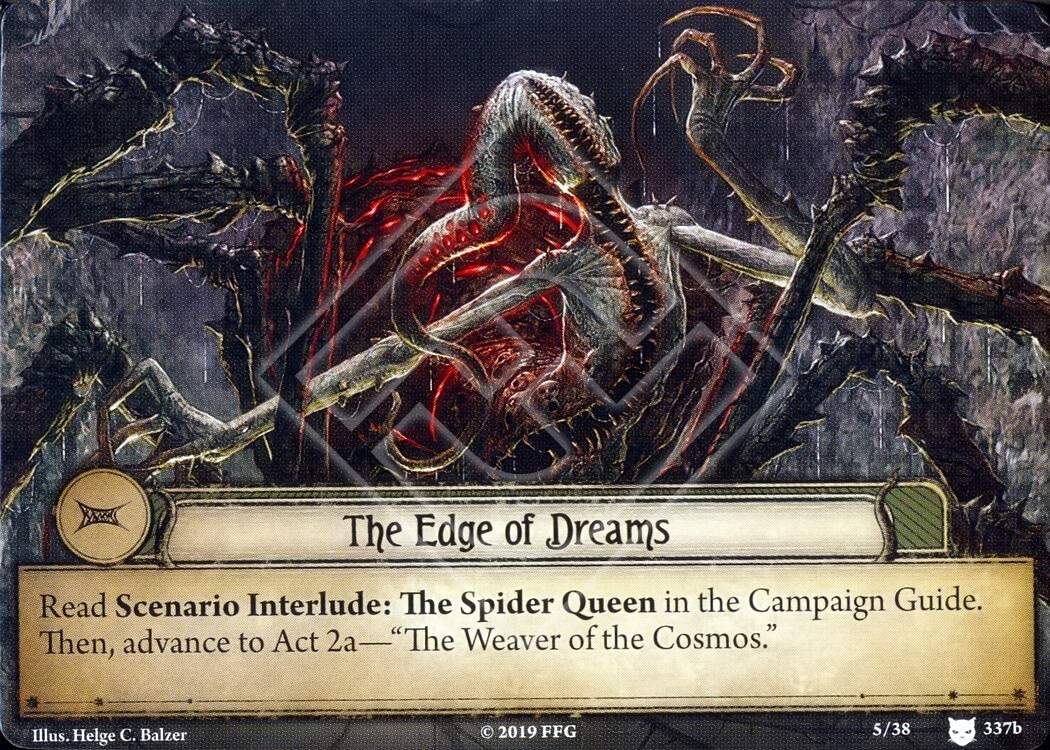 The Edge of Dreams
Read Scenario Interlude: The Spider Queen in the Campaign Guide.
Then, advance to Act 2a—“The Weaver of the Cosmos.”
Illus. Helge C. Balzer
© 2019 FFG
5/38
337b